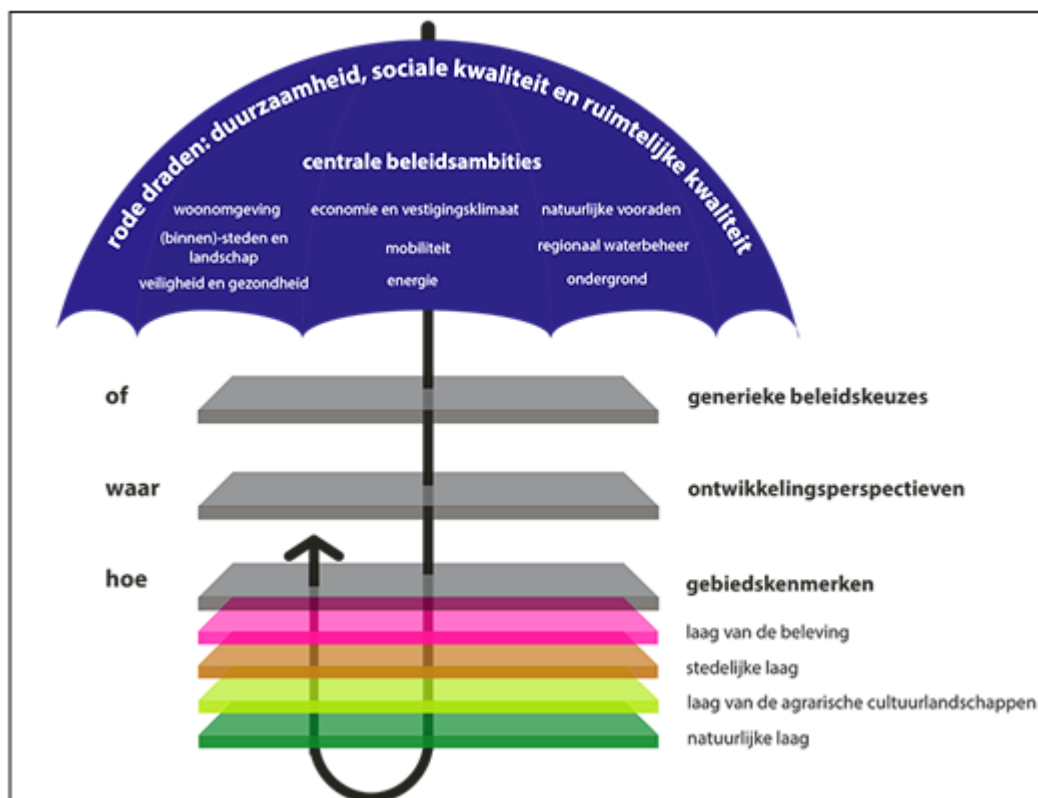 rode draden: duurzaamheid, sociale kwaliteit en ruimtelijke kwaliteit
centrale beleidsambities
woonomgeving
economie en vestigingsklimaat
natuurlijke vooraden
(binnen)-steden en
landschap
mobiliteit
regionaal waterbeheer
veiligheid en gezondheid
energie
ondergrond
of
generieke beleidskeuzes
waar
ontwikkelingsperspectieven
hoe
gebiedskenmerken
laag van de beleving
stedelijke laag
laag van de agrarische cultuurlandschappen
natuurlijke laag